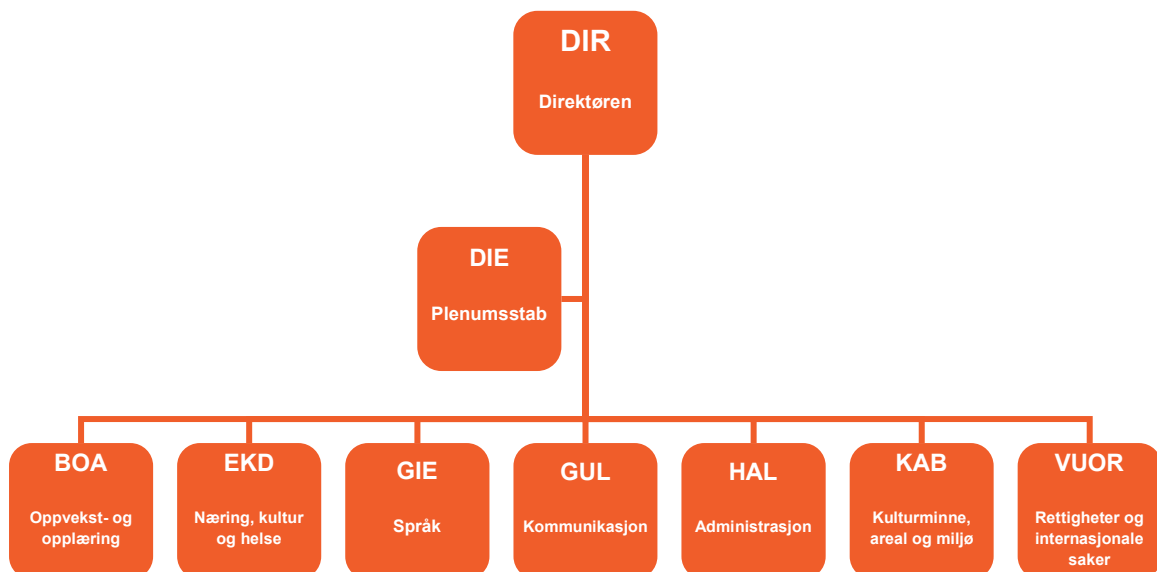 DIR
Direktøren
DIE
Plenumsstab
BOA
Oppvekst- og
opplæring
EKD
Næring, kultur
og helse
GIE
Språk
GUL
Kommunikasjon
HAL
Administrasjon
KAB
Kulturminne,
areal og miljø
VUOR
Rettigheter og
internasjonale
saker